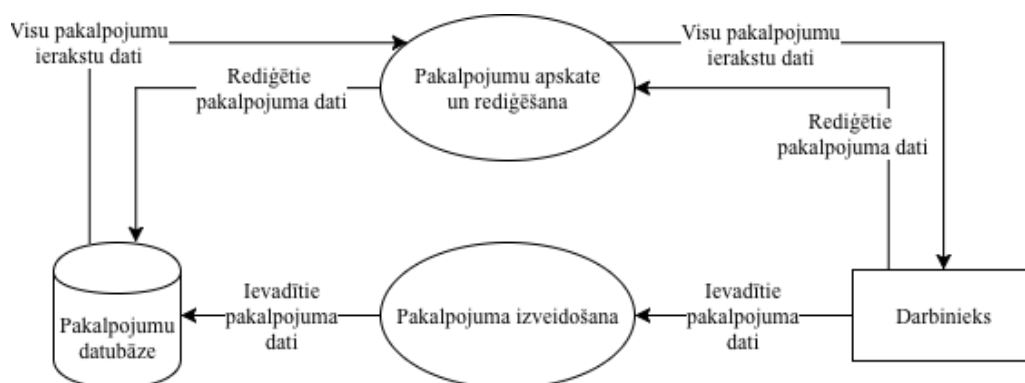 Visu pakalpojumu
ierakstu dati
Pakalpojumu apskate
un rediģēšana
Visu pakalpojumu
ierakstu dati
Rediģētie
pakalpojuma dati
Rediģētie
pakalpojuma dati
Pakalpojumu
datubāze
Ievadītie
pakalpojuma
dati
Pakalpojuma izveidošana
Ievadītie
pakalpojuma
dati
Darbinieks